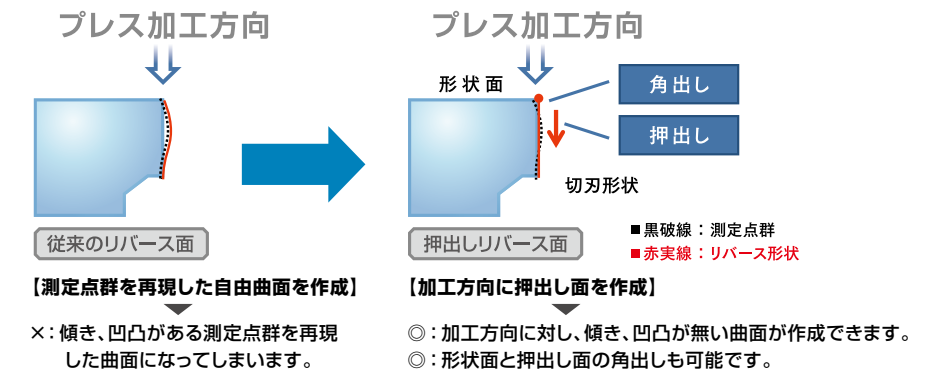 プレス加工方向
従来のリバース面
【測定点群を再現した自由曲面を作成】
×：傾き、凹凸がある測定点群を再現
した曲面になってしまいます。
プレス加工方向
形状面
角出し
押出し
切刃形状
押出しリバース面
■黒破線：測定点群
■赤実線：リバース形状
【加工方向に押出し面を作成】
◎：加工方向に対し、傾き、凹凸が無い曲面が作成できます。
◎：形状面と押出し面の角出しも可能です。